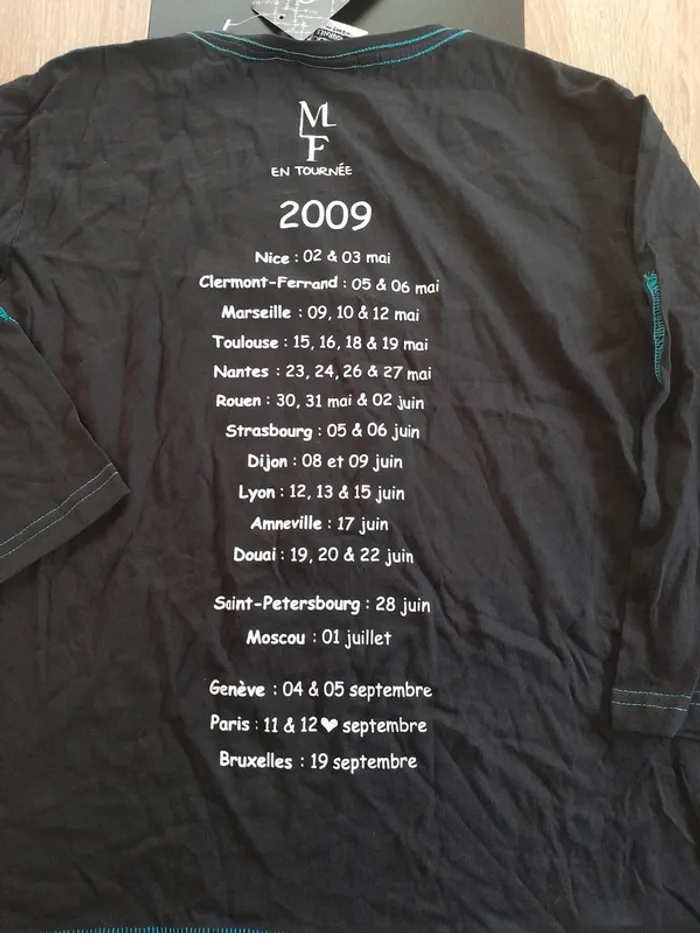 M
F
EN TOURNÉE
2009
Nice : 02 & 03 mai
Clermont-Ferrand : 05 & 06 mai
Marseille : 09, 10 & 12 mai
Toulouse : 15, 16, 18 & 19 mai
Nantes : 23, 24, 26 & 27 mai
Rouen : 30, 31 mai & 02 juin
Strasbourg : 05 & 06 juin
Dijon : 08 et 09 juin
Lyon : 12, 13 & 15 juin
Amneville : 17 juin
Douai : 19, 20 & 22 juin
Saint-Petersbourg : 28 juin
Moscou : 01 juillet
Genève : 04 & 05 septembre
Paris : 11 & 12 ❤ septembre
Bruxelles : 19 septembre